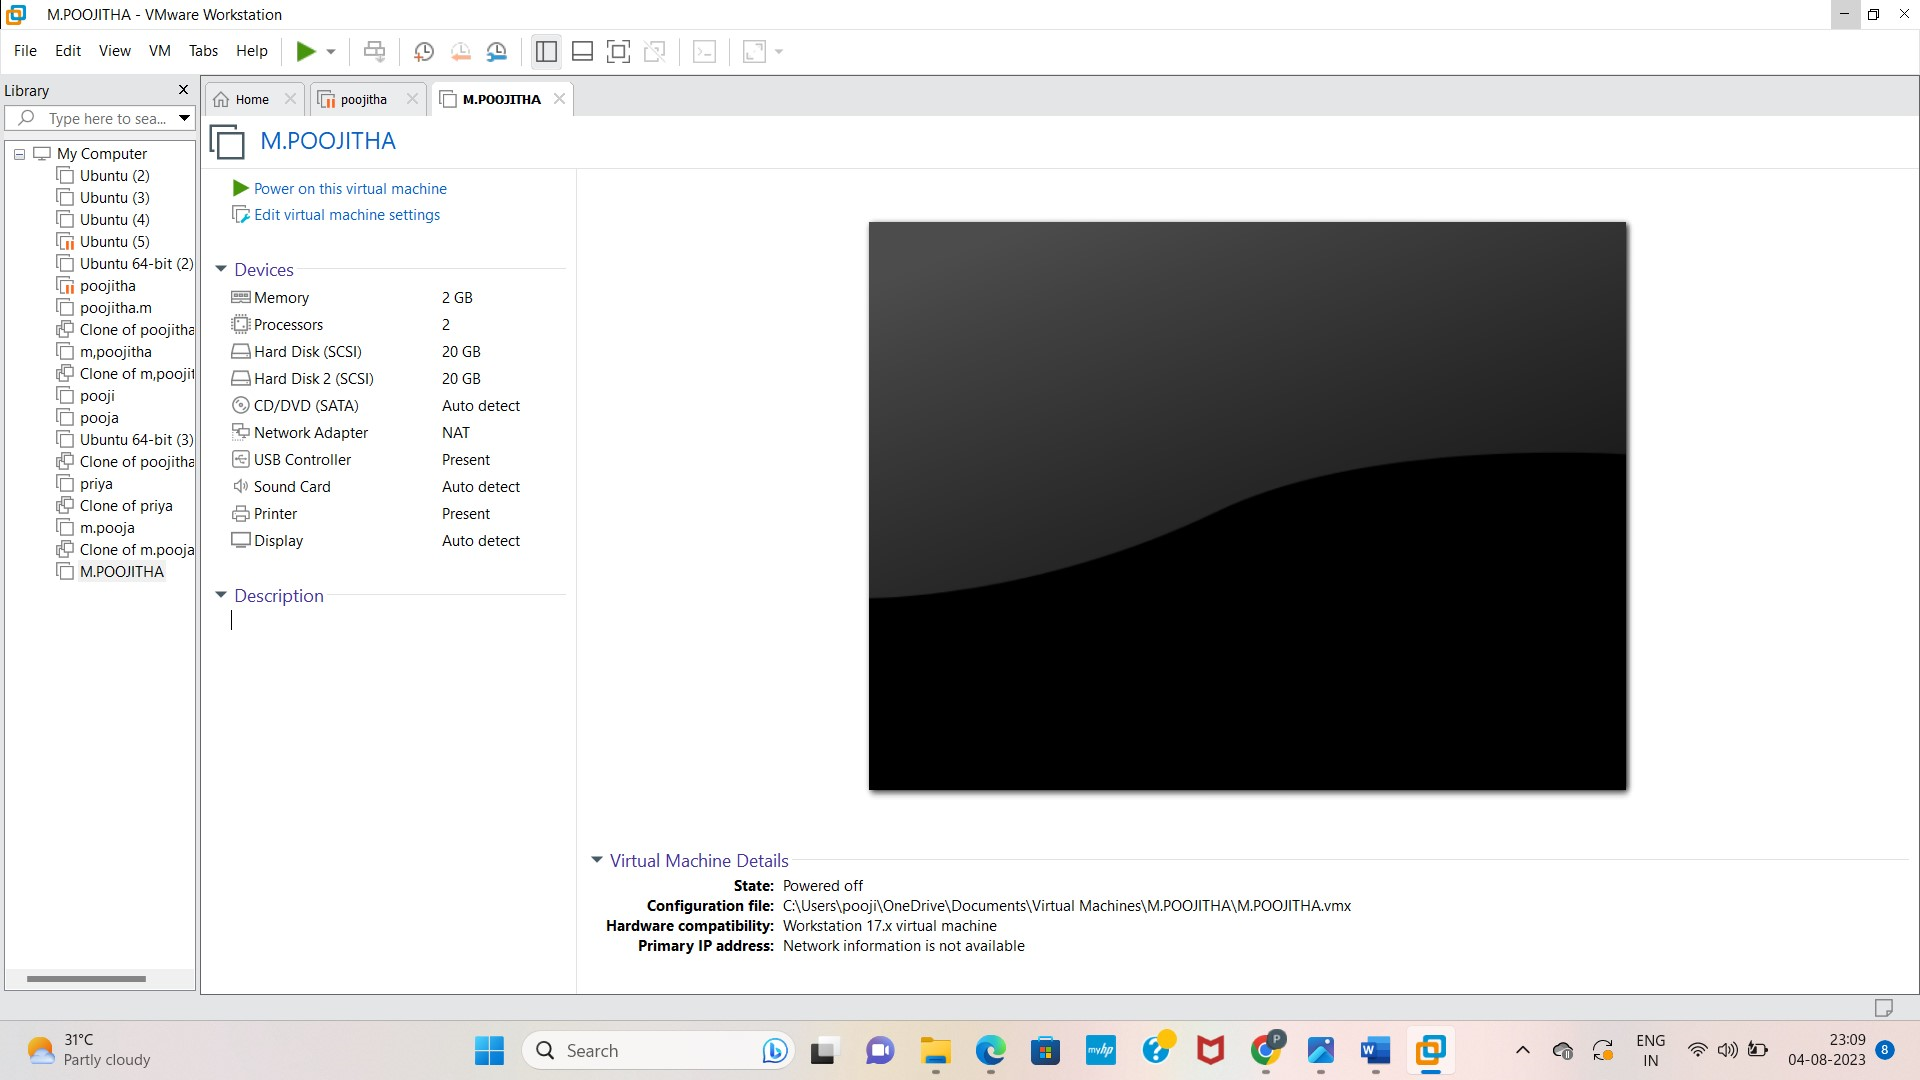 M.POOJITHA - VMware Workstation
File Edit View VM Tabs Help
Library
Type here to sea...
My Computer
Ubuntu (2)
Ubuntu (3)
Ubuntu (4)
Ubuntu (5)
Ubuntu 64-bit (2)
poojitha
poojitha.m
Clone of poojitha
m,poojitha
Clone of m,poojit
pooji
pooja
Ubuntu 64-bit (3)
Clone of poojitha
priya
Clone of priya
m.pooja
Clone of m.pooja
M.POOJITHA
Home poojitha M.POOJITHA
M.POOJITHA
Power on this virtual machine
Edit virtual machine settings
Devices
Memory 2 GB
Processors 2
Hard Disk (SCSI) 20 GB
Hard Disk 2 (SCSI) 20 GB
CD/DVD (SATA) Auto detect
Network Adapter NAT
USB Controller Present
Sound Card Auto detect
Printer Present
Display Auto detect
Description
Virtual Machine Details
State: Powered off
Configuration file: C:\Users\pooji\OneDrive\Documents\Virtual Machines\M.POOJITHA\M.POOJITHA.vmx
Hardware compatibility: Workstation 17.x virtual machine
Primary IP address: Network information is not available
31°C
Partly cloudy
Search
myhp
P
ENG
IN
23:09
04-08-2023
8